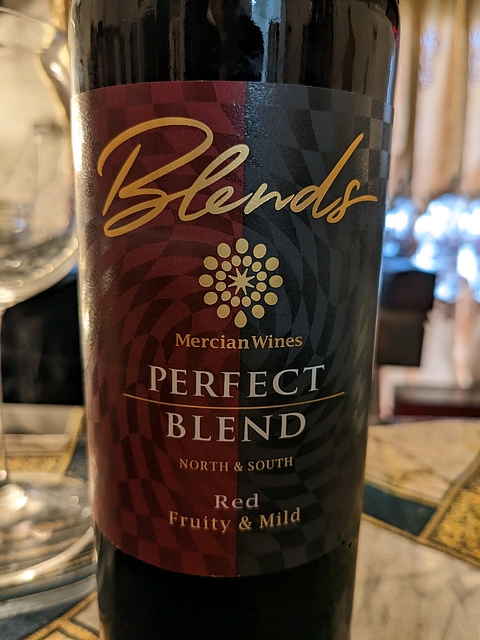 Blends
Mercian Wines
PERFECT
BLEND
NORTH & SOUTH
Red
Fruity & Mild